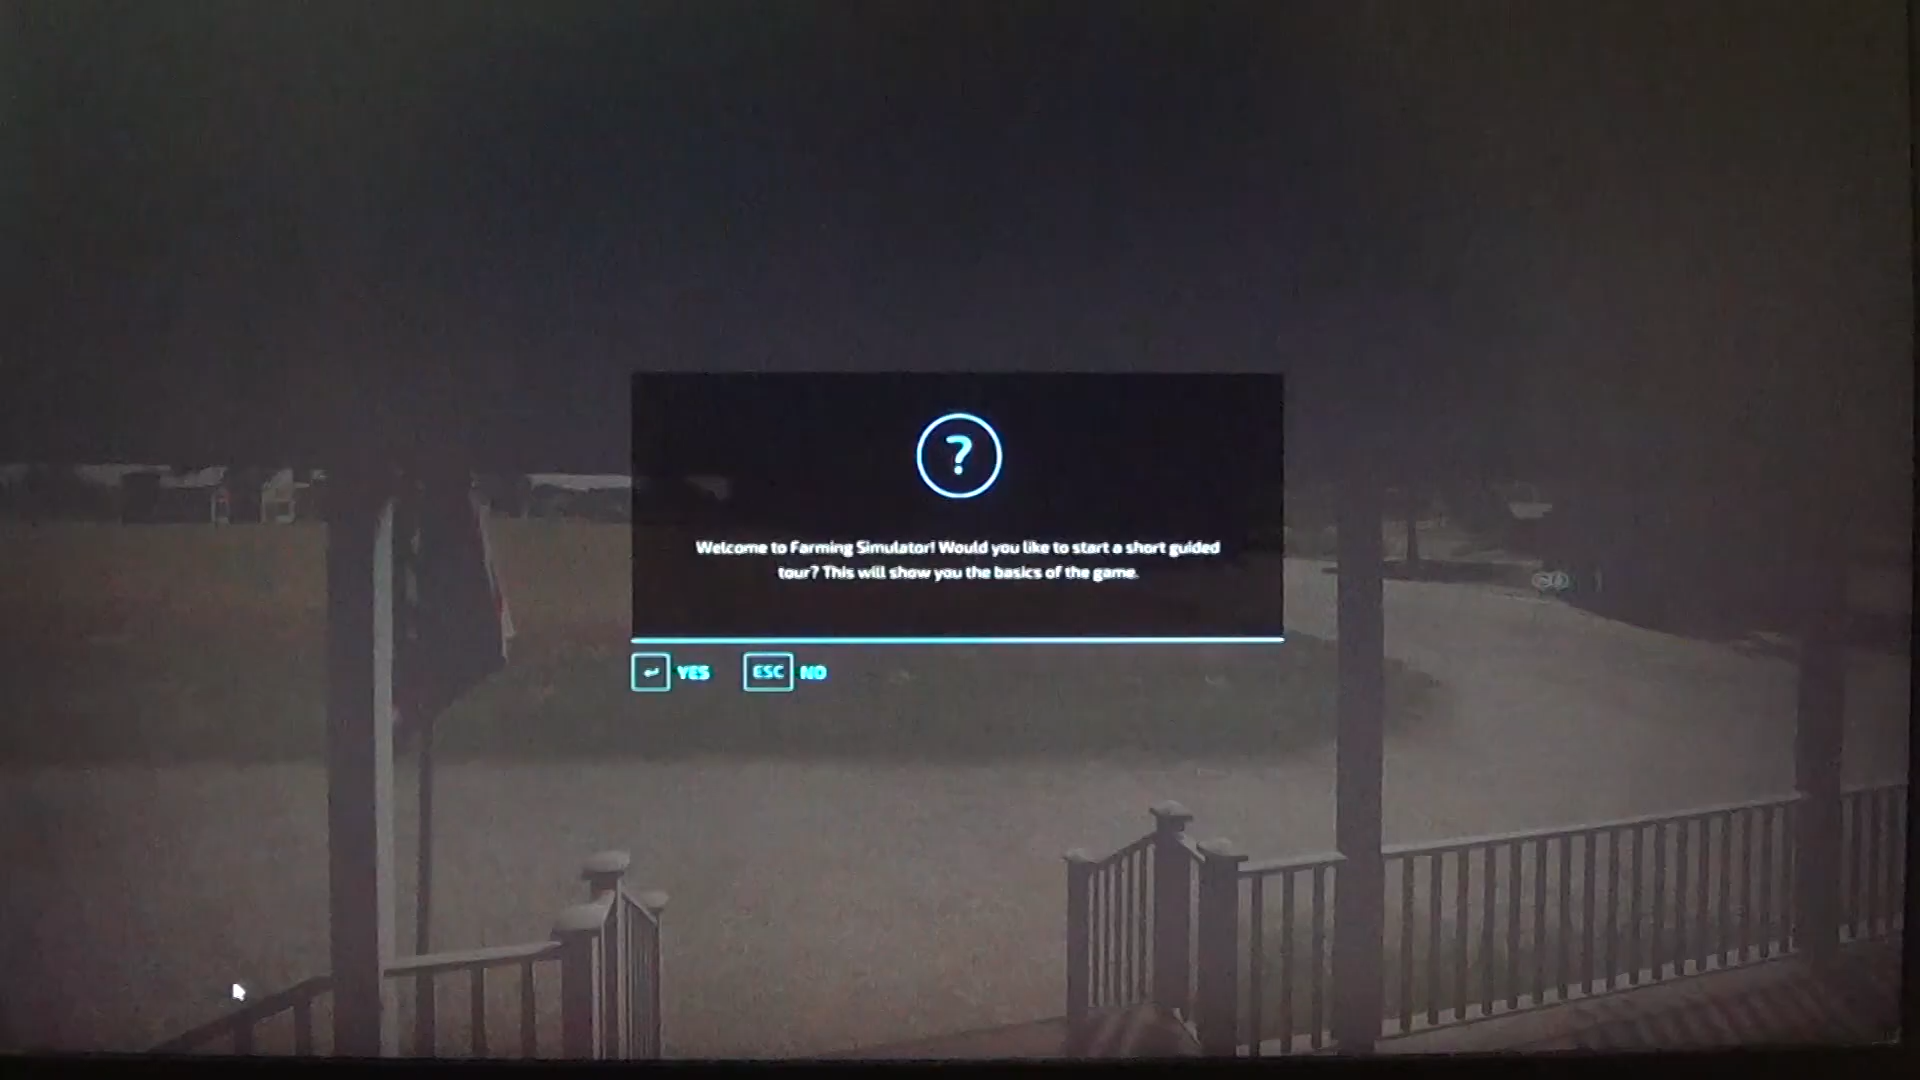 ?
Welcome to Farming Simulator! Would you like to start a short guided
tour? This will show you the basics of the game.
↵ YES ESC NO